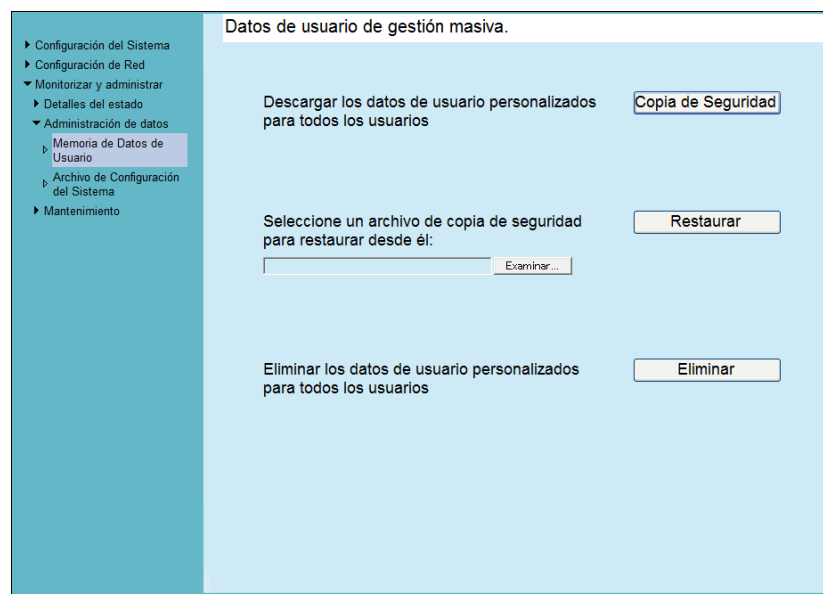 Datos de usuario de gestión masiva.
Configuración del Sistema
Configuración de Red
Monitorizar y administrar
Detalles del estado
Administración de datos
Memoria de Datos de
Usuario
Archivo de Configuración
del Sistema
Mantenimiento
Descargar los datos de usuario personalizados
para todos los usuarios
Copia de Seguridad
Seleccione un archivo de copia de seguridad
para restaurar desde él:
Restaurar
Examinar...
Eliminar los datos de usuario personalizados
para todos los usuarios
Eliminar